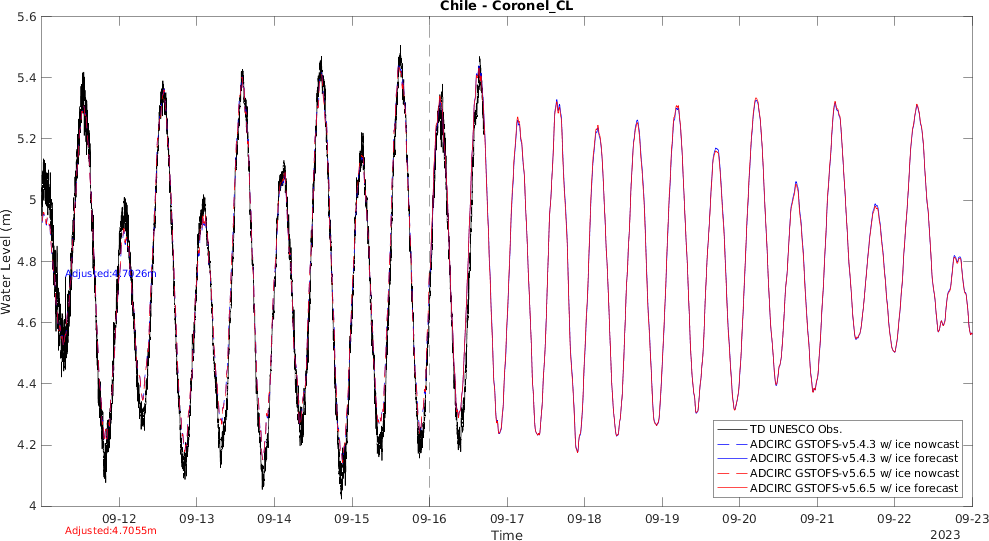 Chile - Coronel_CL
5.6
5.4
5.2
5
4.8
4.6
4.4
4.2
4
Water Level (m)
Adjusted:4.7026m
Adjusted:4.7055m
TD UNESCO Obs.
ADCIRC GSTOFS-v5.4.3 w/ ice nowcast
ADCIRC GSTOFS-v5.4.3 w/ ice forecast
ADCIRC GSTOFS-v5.6.5 w/ ice nowcast
ADCIRC GSTOFS-v5.6.5 w/ ice forecast
09-12 09-13 09-14 09-15 09-16 09-17 09-18 09-19 09-20 09-21 09-22 09-23
Time
2023